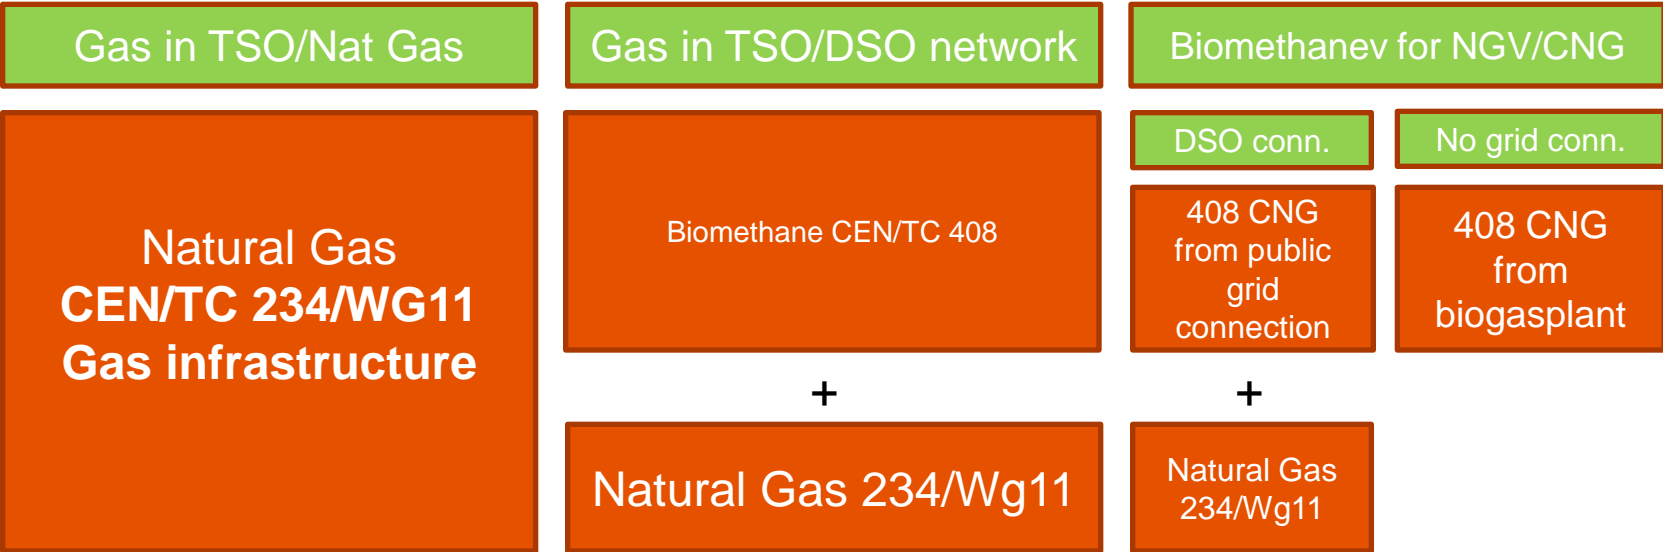 Gas in TSO/Nat Gas
Gas in TSO/DSO network
Biomethanev for NGV/CNG
Natural Gas
CEN/TC 234/WG11
Gas infrastructure
Biomethane CEN/TC 408
+
Natural Gas 234/Wg11
DSO conn.
408 CNG
from public
grid
connection
+
Natural Gas
234/Wg11
No grid conn.
408 CNG
from
biogasplant